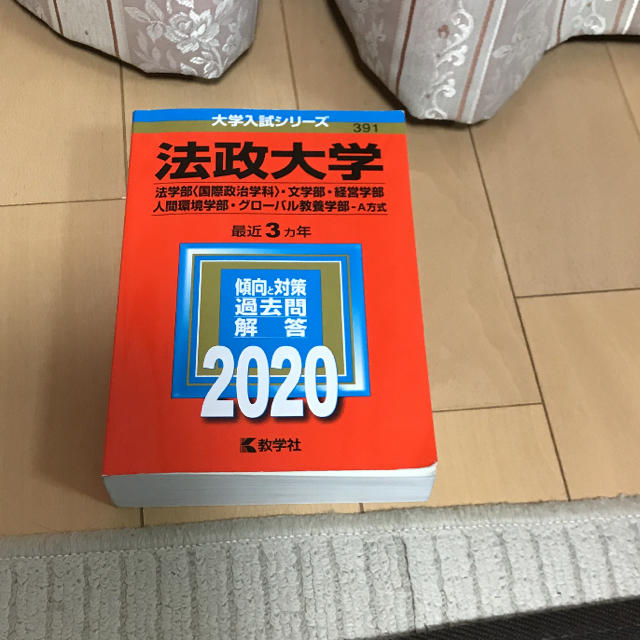 大学入試シリーズ
391
法政大学
法学部〈国際政治学科〉・文学部・経営学部
人間環境学部・グローバル教養学部-A方式
最近3カ年
傾向と対策
過去問
解答
2020
教学社